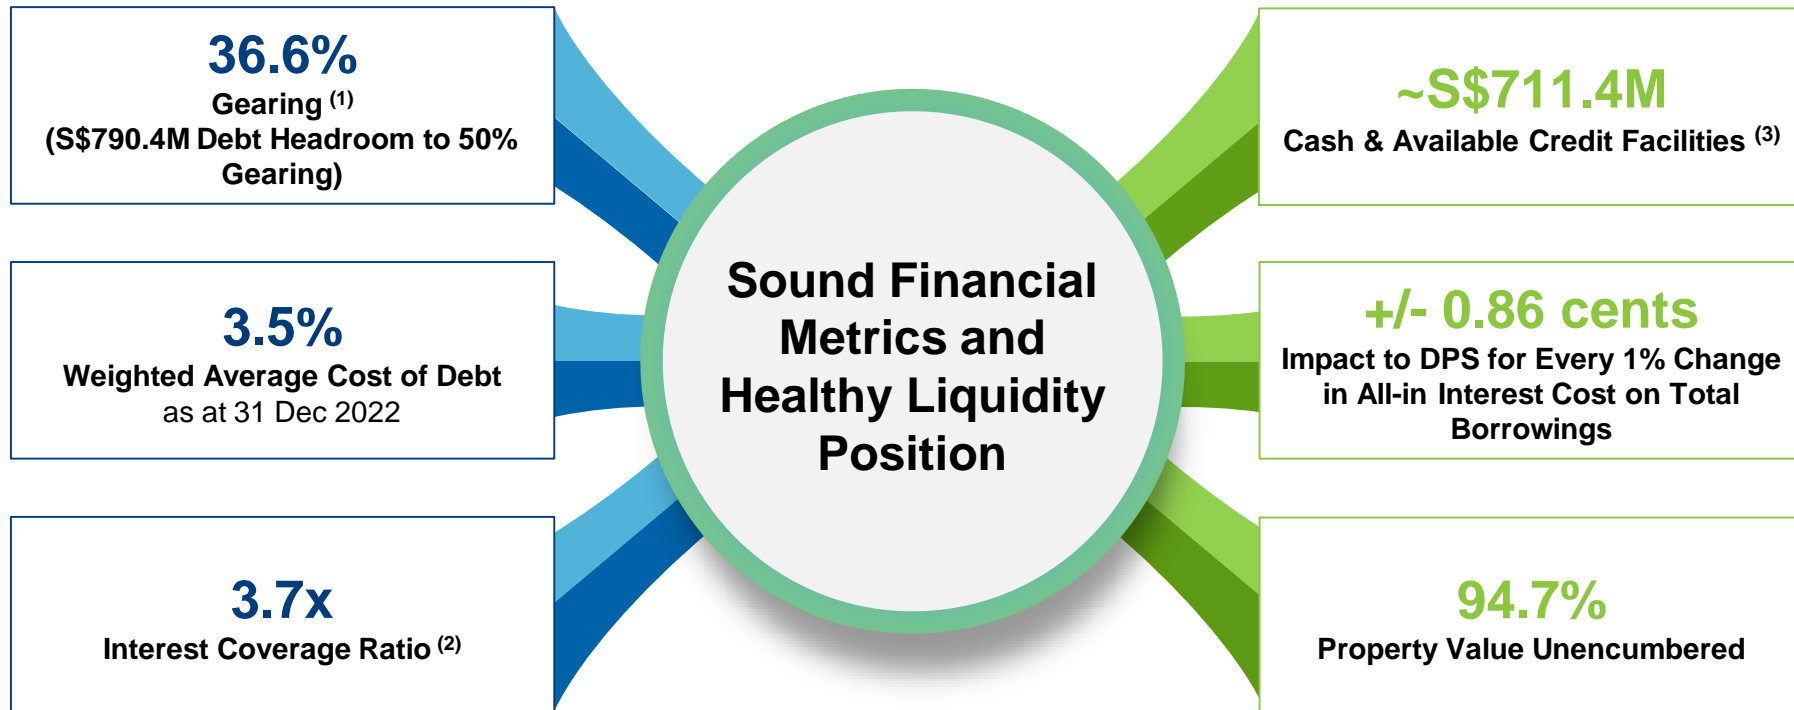 36.6%
Gearing (1)
(S$790.4M Debt Headroom to 50%
Gearing)
3.5%
Weighted Average Cost of Debt
as at 31 Dec 2022
3.7x
Interest Coverage Ratio (2)
Sound Financial
Metrics and
Healthy Liquidity
Position
~S$711.4M
Cash & Available Credit Facilities (3)
+/- 0.86 cents
Impact to DPS for Every 1% Change
in All-in Interest Cost on Total
Borrowings
94.7%
Property Value Unencumbered